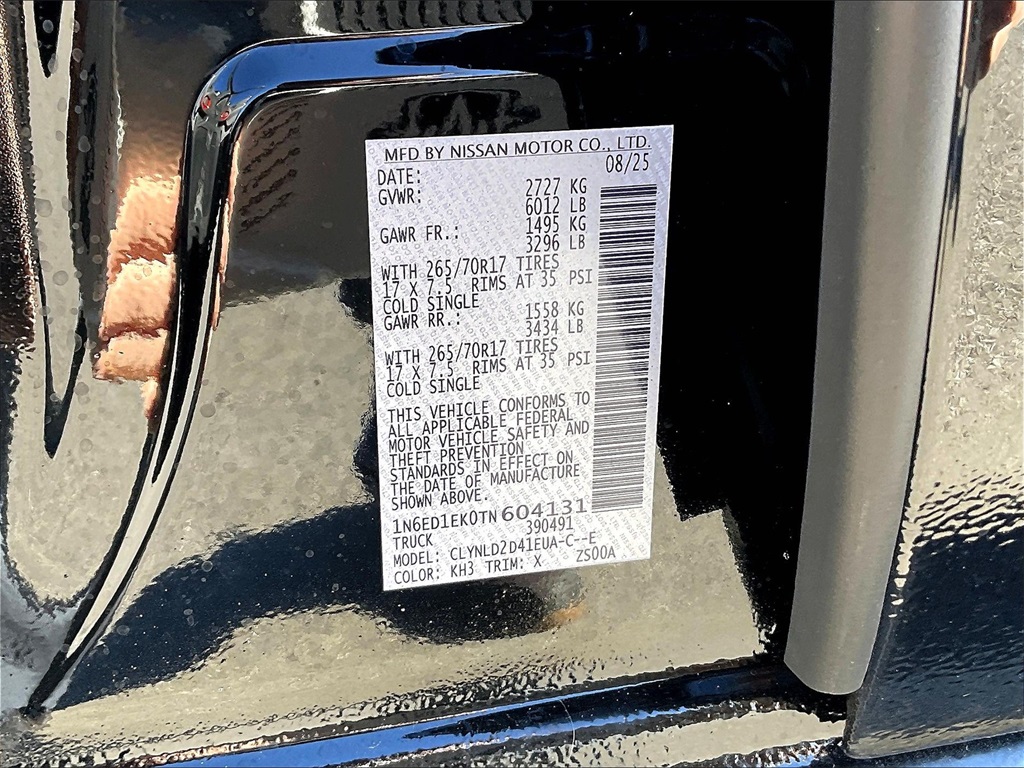 MFD BY NISSAN MOTOR CO., LTD.
DATE: 08/25
GVWR: 2727 KG
6012 LB
GAWR FR.: 1495 KG
3296 LB
WITH 265/70R17 TIRES
17 X 7.5 RIMS AT 35 PSI
COLD SINGLE
GAWR RR.: 1558 KG
3434 LB
WITH 265/70R17 TIRES
17 X 7.5 RIMS AT 35 PSI
COLD SINGLE
THIS VEHICLE CONFORMS TO
ALL APPLICABLE FEDERAL
MOTOR VEHICLE SAFETY AND
THEFT PREVENTION
STANDARDS IN EFFECT ON
THE DATE OF MANUFACTURE
SHOWN ABOVE.
1N6ED1EK0TN604131
TRUCK 390491
MODEL: CLYNLD2D41EUA-C--E
COLOR: KH3 TRIM: X ZS00A